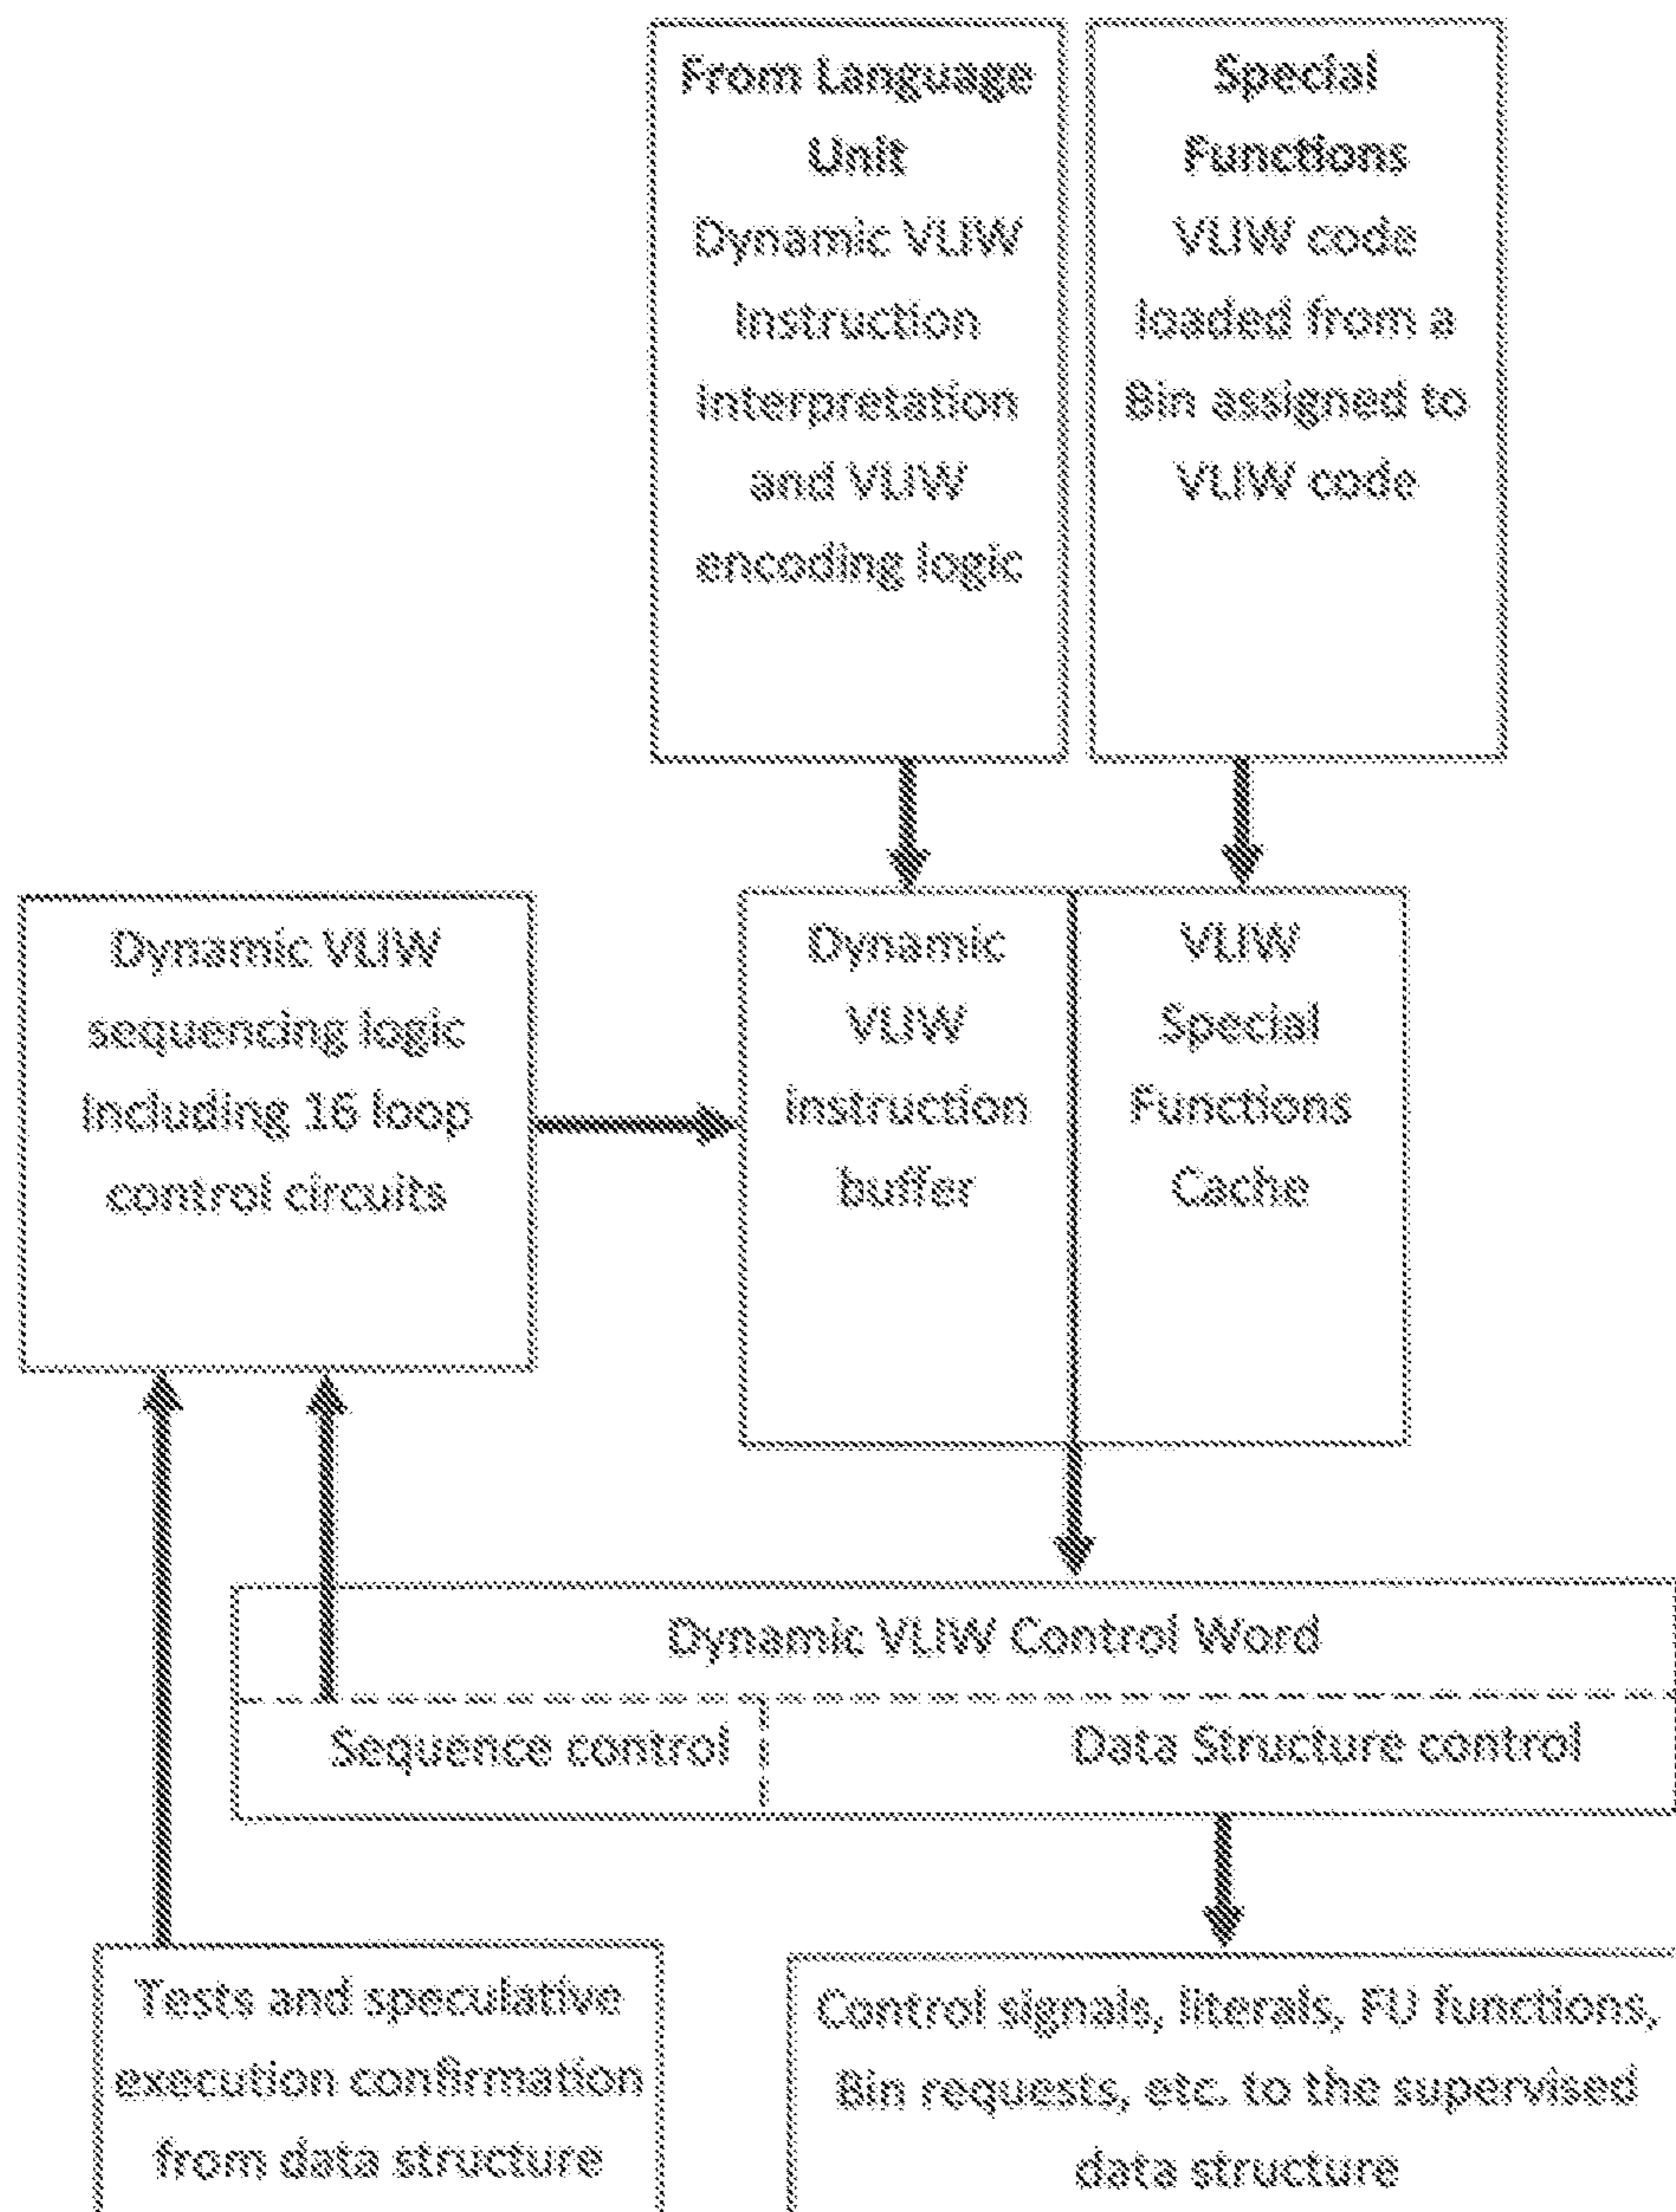 From Language
Unit
Dynamic VLIW
Instruction
interpretation
and VLIW
encoding logic
Special
Functions
VLIW code
loaded from a
Bin assigned to
VLIW code
Dynamic VLIW
sequencing logic
Including 16 loop
control circuits
Dynamic
VLIW
instruction
buffer
VLIW
Special
Functions
Cache
Dynamic VLIW Control Word
Sequence control
Data Structure control
Tests and speculative
execution confirmation
from data structure
Control signals, literals, FU functions,
Bin requests, etc. to the supervised
data structure